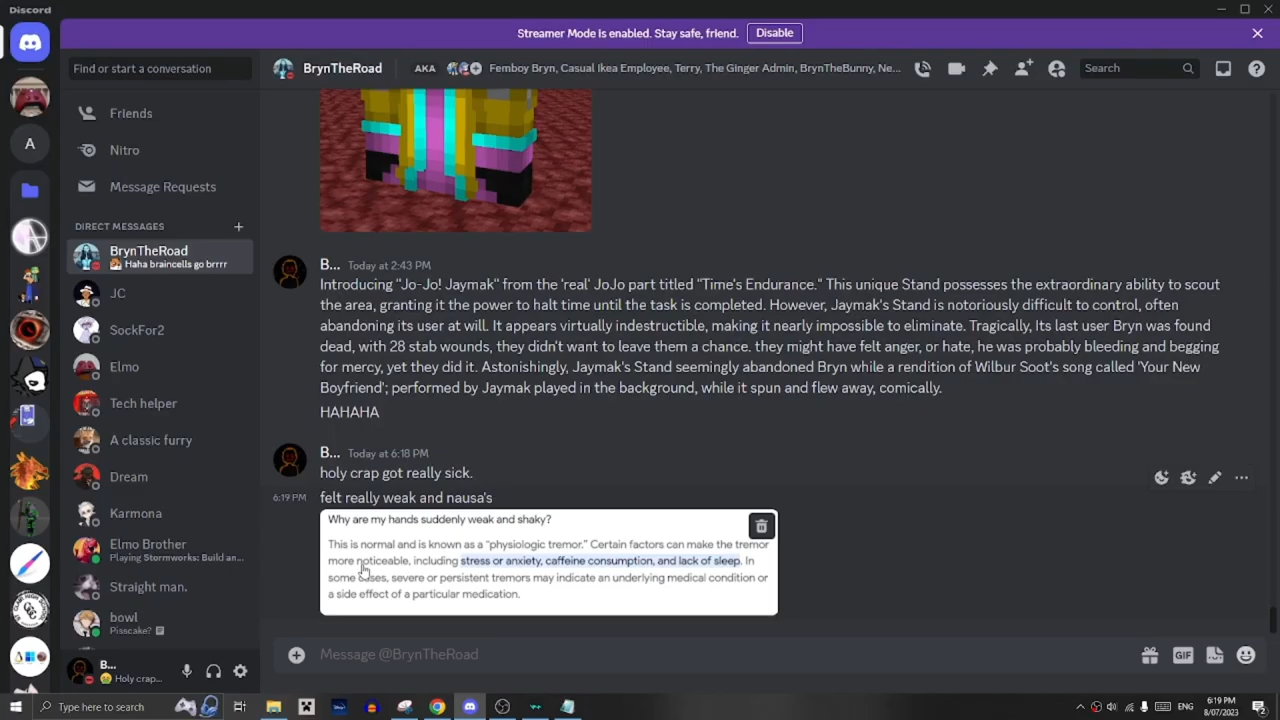 Discord
Streamer Mode is enabled. Stay safe, friend.
Disable
Find or start a conversation
BrynTheRoad
AKA
Femboy Bryn, Casual Ikea Employee, Terry, The Ginger Admin, BrynTheBunny, Ne...
Search
Friends
A
Nitro
Message Requests
DIRECT MESSAGES
BrynTheRoad
Haha braincells go brrrr
JC
SockFor2
Elmo
Tech helper
A classic furry
Dream
Karmona
Elmo Brother
Playing Stormworks: Build an...
Straight man.
bowl
Pisscake?
B...
Holy crap...
B... Today at 2:43 PM
Introducing "Jo-Jo! Jaymak" from the 'real' JoJo part titled "Time's Endurance." This unique Stand possesses the extraordinary ability to scout
the area, granting it the power to halt time until the task is completed. However, Jaymak's Stand is notoriously difficult to control, often
abandoning its user at will. It appears virtually indestructible, making it nearly impossible to eliminate. Tragically, Its last user Bryn was found
dead, with 28 stab wounds, they didn't want to leave them a chance. they might have felt anger, or hate, he was probably bleeding and begging
for mercy, yet they did it. Astonishingly, Jaymak's Stand seemingly abandoned Bryn while a rendition of Wilbur Soot's song called 'Your New
Boyfriend'; performed by Jaymak played in the background, while it spun and flew away, comically.
HAHAHA
B... Today at 6:18 PM
holy crap got really sick.
6:19 PM felt really weak and nausa's
Why are my hands suddenly weak and shaky?
This is normal and is known as a "physiologic tremor." Certain factors can make the tremor
more noticeable, including stress or anxiety, caffeine consumption, and lack of sleep. In
some cases, severe or persistent tremors may indicate an underlying medical condition or
a side effect of a particular medication.
Message @BrynTheRoad
GIF
Type here to search
ENG
6:19 PM
8/07/2023